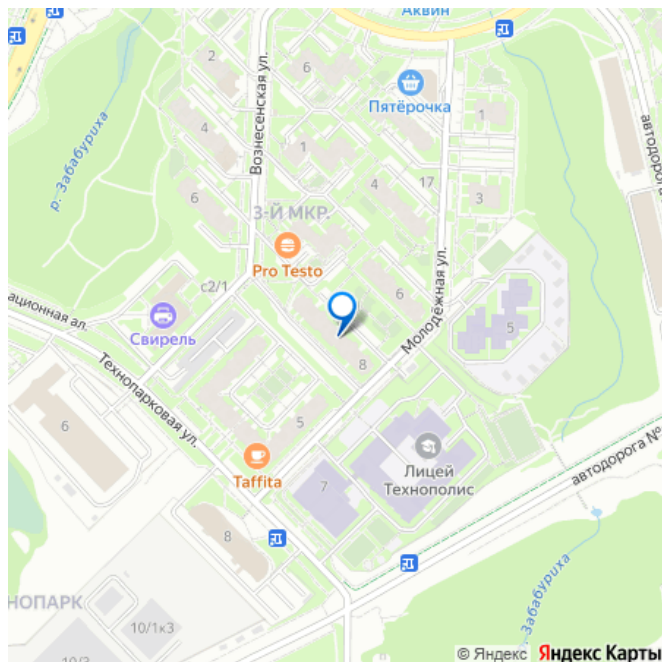 Аквин
2
6
Пятёрочка
Вознесенская ул.
1
4
1
р. Забабуриха
автодорога
6
4
17
3
3-Й МКР.
Pro Testo
с2/1
6
Молодёжная ул.
5
ационная ал.
Свирель
8
Технопарковая ул.
5
6
Taffita
Лицей
Технополис
7
автодорога №
8
р. Забабуриха
НОПАРК
10/1к3
10/3
© Яндекс Яндекс Карты